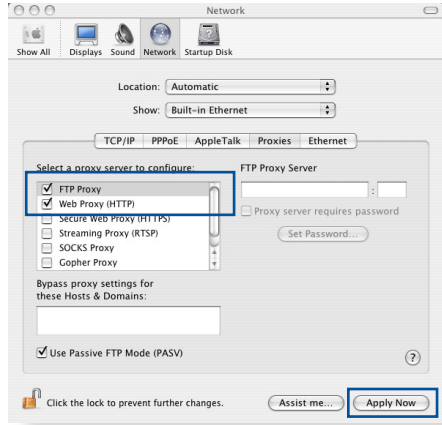 Network
Show All Displays Sound Network Startup Disk
Location: Automatic
Show: Built-in Ethernet
TCP/IP PPPoE AppleTalk Proxies Ethernet
Select a proxy server to configure: FTP Proxy Server
FTP Proxy
:
Web Proxy (HTTP)
Secure Web Proxy (HTTPS) Proxy server requires password
Streaming Proxy (RTSP) Set Password...
SOCKS Proxy
Gopher Proxy
Bypass proxy settings for
these Hosts & Domains:
Use Passive FTP Mode (PASV) ?
Click the lock to prevent further changes. Assist me... Apply Now